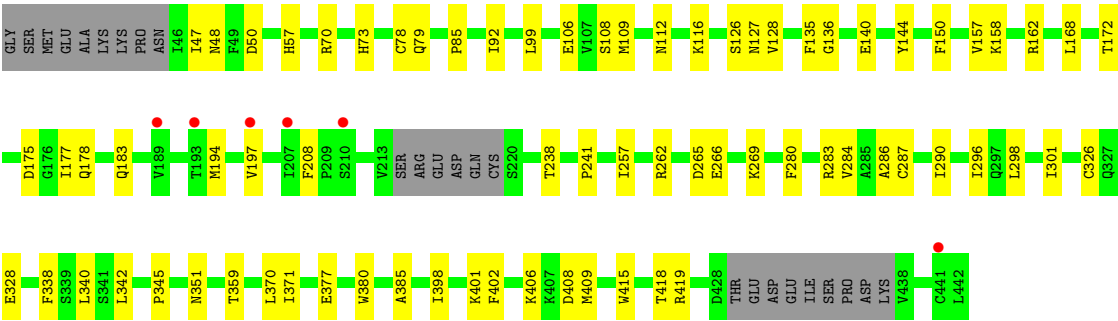 GLY SER MET GLU ALA LYS LYS PRO ASN I46 I47 N48 F49 D50 H57 R70 H73 C78 Q79 P85 I92 L99 E106 V107 S108 M109 N112 K116 S126 N127 V128 F135 G136 E140 Y144 F150 V157 K158 R162 L168 T172
D175 G176 I177 Q178 Q183 V189 T193 M194 V197 I207 F208 P209 S210 V213 SER ARG GLU ASP GLN CYS S220 T238 P241 I257 R262 D265 E266 K269 F280 R283 V284 A285 A286 C287 I290 I296 Q297 L298 I301 C326 Q327
E328 F338 S339 L340 S341 L342 P345 N351 T359 L370 I371 E377 W380 A385 I398 K401 F402 K406 K407 D408 M409 W415 T418 R419 D428 THR GLU ASP GLU ILE SER PRO ASP LYS V438 C441 L442